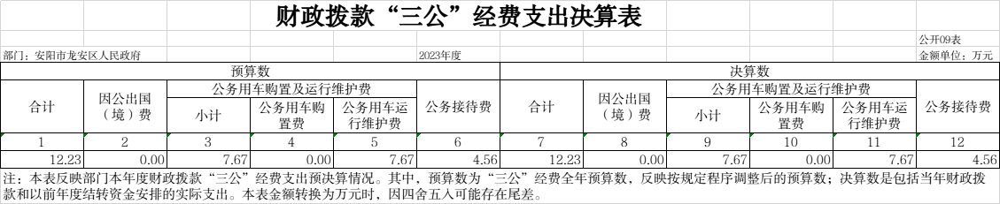 财政拨款“三公”经费支出决算表
公开09表
部门：安阳市龙安区人民政府 2023年度 金额单位：万元
预算数 决算数
合计 因公出国（境）费 公务用车购置及运行维护费 公务接待费 合计 因公出国（境）费 公务用车购置及运行维护费 公务接待费
小计 公务用车购置费 公务用车运行维护费 小计 公务用车购置费 公务用车运行维护费
1 2 3 4 5 6 7 8 9 10 11 12
12.23 0.00 7.67 0.00 7.67 4.56 12.23 0.00 7.67 0.00 7.67 4.56
注：本表反映部门本年度财政拨款“三公”经费支出预决算情况。其中，预算数为“三公”经费全年预算数，反映按规定程序调整后的预算数；决算数是包括当年财政拨
款和以前年度结转资金安排的实际支出。本表金额转换为万元时，因四舍五入可能存在尾差。